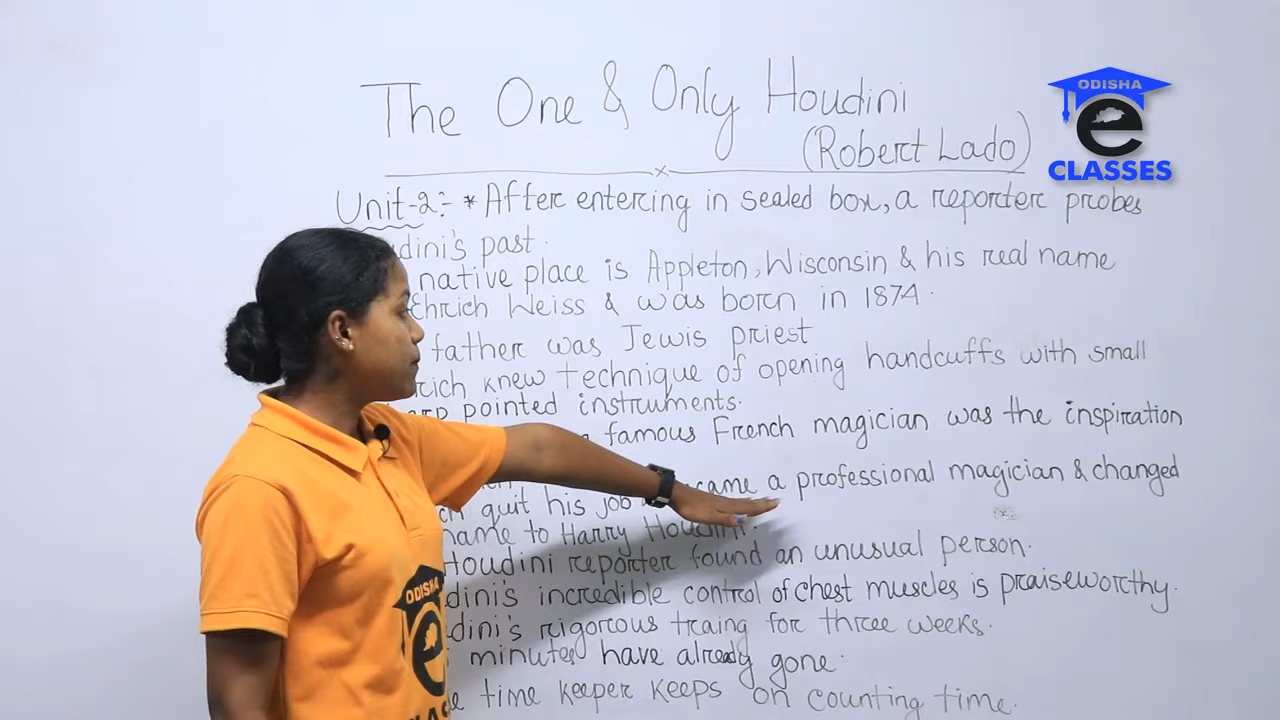 The One & Only Houdini
(Robert Lado)
ODISHA
e
CLASSES
Unit-2:- * After entering in sealed box, a reporter probes
dini's past.
native place is Appleton, Wisconsin & his real name
Ehrich Weiss & was born in 1874.
father was Jewis priest
rich knew technique of opening handcuffs with small
pointed instruments.
famous French magician was the inspiration
quit his job came a professional magician & changed
name to Harry Houdini.
Houdini reporter found an unusual person.
dini's incredible control of chest muscles is praiseworthy.
dini's rigorous traing for three weeks.
minutes have already gone.
time keeper keeps on counting time.
ODISHA
e